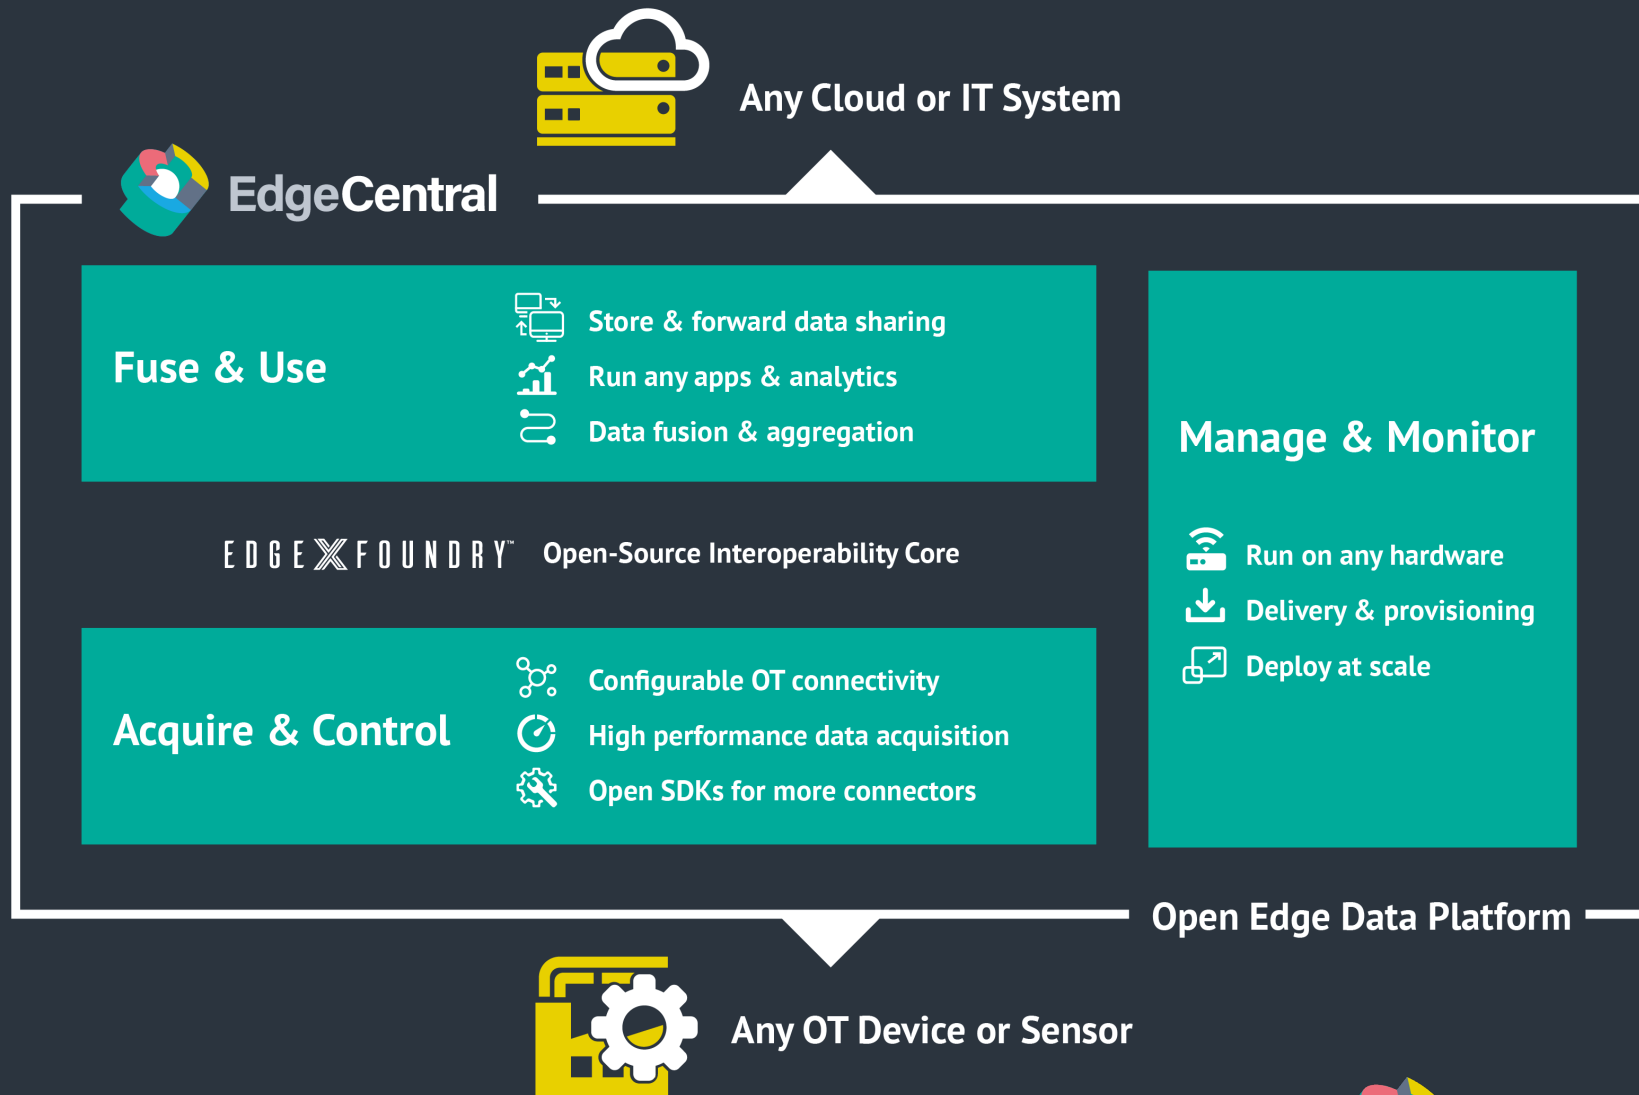 Any Cloud or IT System
EdgeCentral
Fuse & Use
Store & forward data sharing
Run any apps & analytics
Data fusion & aggregation
EDGEXFOUNDRY™ Open-Source Interoperability Core
Acquire & Control
Configurable OT connectivity
High performance data acquisition
Open SDKs for more connectors
Manage & Monitor
Run on any hardware
Delivery & provisioning
Deploy at scale
Open Edge Data Platform
Any OT Device or Sensor